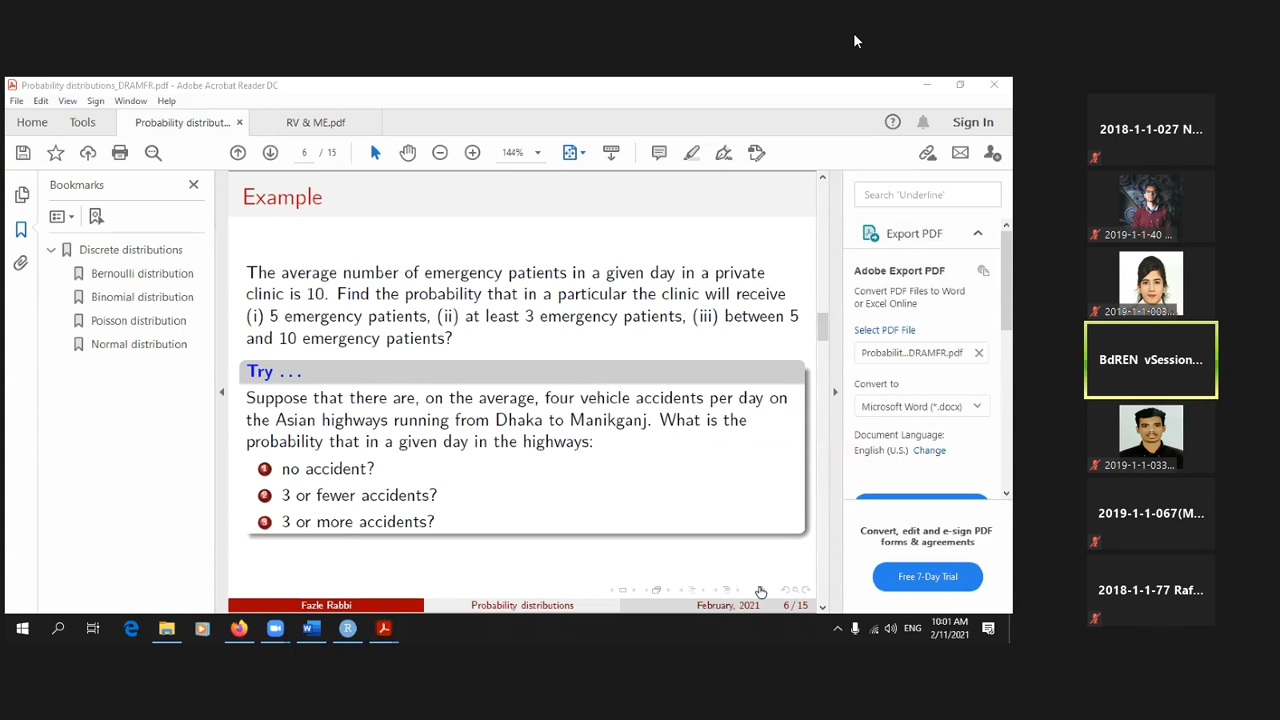 Probability distributions_DRAMFR.pdf - Adobe Acrobat Reader DC
File Edit View Sign Window Help
Home Tools Probability distribut... × RV & ME.pdf Sign In
6 / 15 144%
Bookmarks
Discrete distributions
Bernoulli distribution
Binomial distribution
Poisson distribution
Normal distribution
Example
The average number of emergency patients in a given day in a private
clinic is 10. Find the probability that in a particular the clinic will receive
(i) 5 emergency patients, (ii) at least 3 emergency patients, (iii) between 5
and 10 emergency patients?
Try . . .
Suppose that there are, on the average, four vehicle accidents per day on
the Asian highways running from Dhaka to Manikganj. What is the
probability that in a given day in the highways:
1 no accident?
2 3 or fewer accidents?
3 3 or more accidents?
Fazle Rabbi Probability distributions February, 2021 6 / 15
Search 'Underline'
Export PDF
Adobe Export PDF
Convert PDF Files to Word
or Excel Online
Select PDF File
Probabilit...DRAMFR.pdf
Convert to
Microsoft Word (*.docx)
Document Language:
English (U.S.) Change
Convert, edit and e-sign PDF
forms & agreements
Free 7-Day Trial
ENG
10:01 AM
2/11/2021
2018-1-1-027 N...
2019-1-1-40 ...
2019-1-1-003...
BdREN vSession...
2019-1-1-033...
2019-1-1-067(M...
2018-1-1-77 Raf...